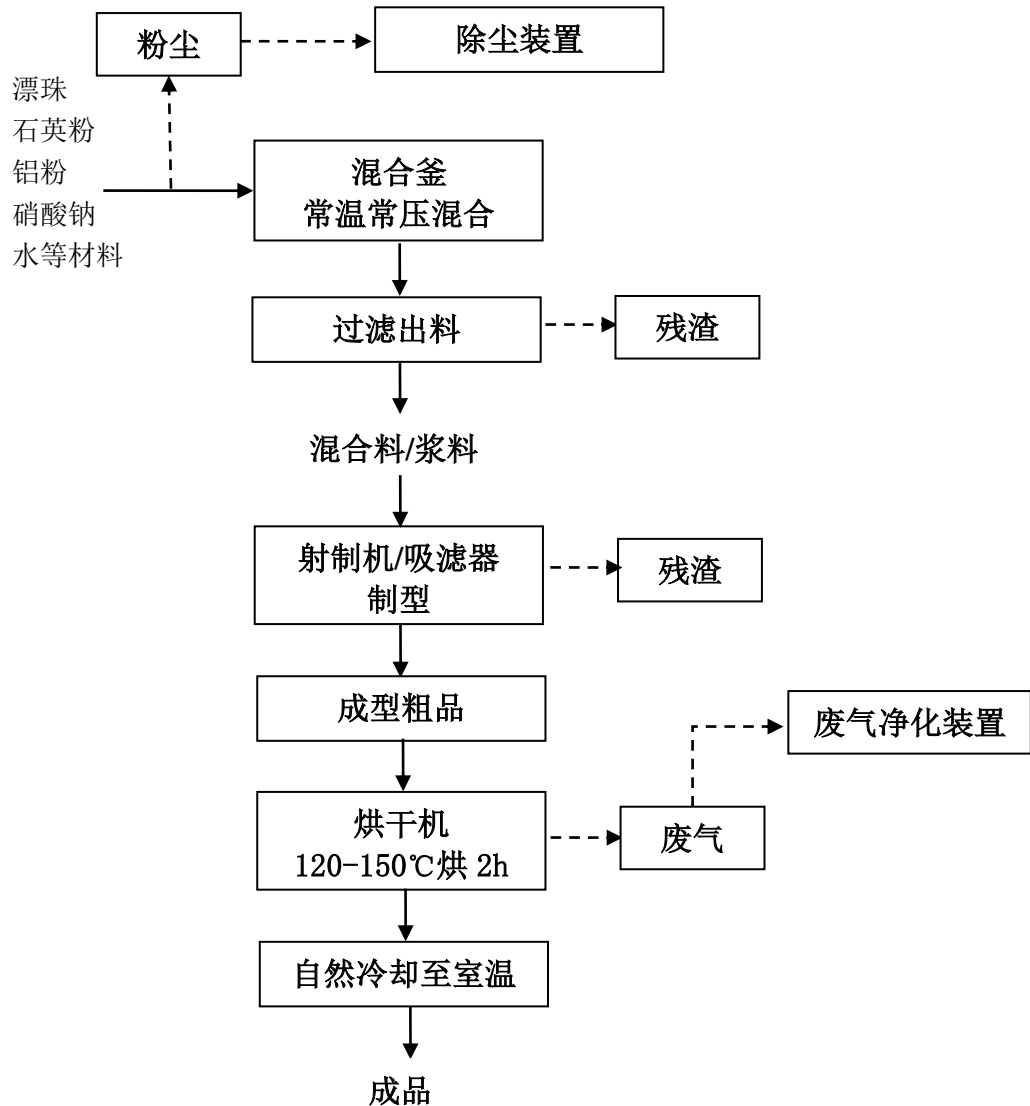 粉尘
除尘装置
漂珠
石英粉
铝粉
硝酸钠
水等材料
混合釜
常温常压混合
过滤出料
残渣
混合料/浆料
射制机/吸滤器
制型
残渣
成型粗品
废气净化装置
烘干机
120-150℃烘 2h
废气
自然冷却至室温
成品